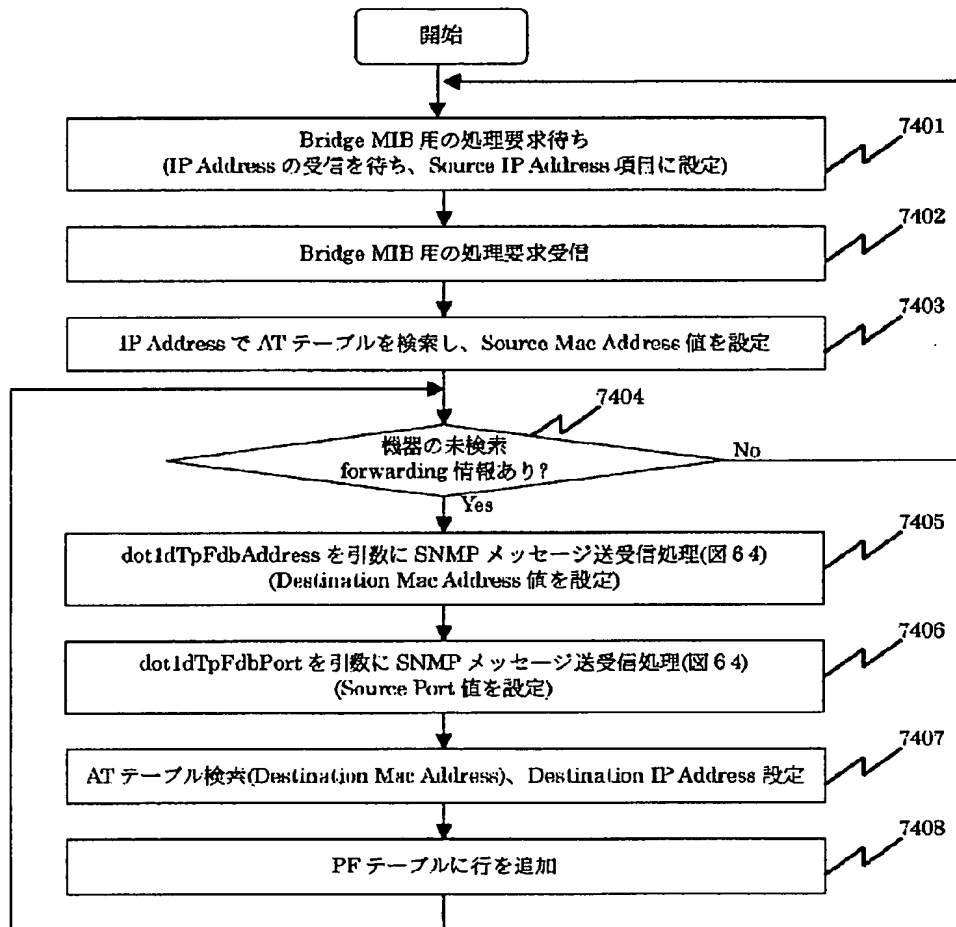 開始
7401
Bridge MIB 用の処理要求待ち
(IP Address の受信を待ち、Source IP Address 項目に設定)
7402
Bridge MIB 用の処理要求受信
7403
IP Address で AT テーブルを検索し、Source Mac Address 値を設定
7404
機器の未検索
forwarding 情報あり?
No
Yes
7405
dot1dTpFdbAddress を引数に SNMP メッセージ送受信処理(図64)
(Destination Mac Address 値を設定)
7406
dot1dTpFdbPort を引数に SNMP メッセージ送受信処理(図64)
(Source Port 値を設定)
7407
AT テーブル検索(Destination Mac Address)、Destination IP Address 設定
7408
PF テーブルに行を追加